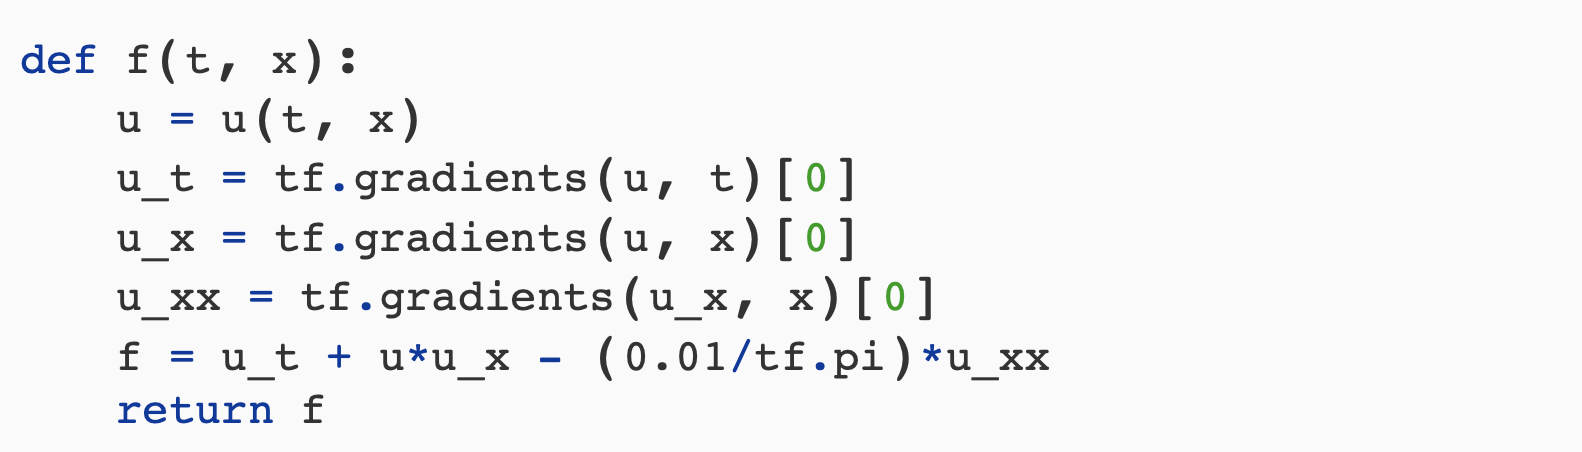 def f(t, x):
    u = u(t, x)
    u_t = tf.gradients(u, t)[0]
    u_x = tf.gradients(u, x)[0]
    u_xx = tf.gradients(u_x, x)[0]
    f = u_t + u*u_x - (0.01/tf.pi)*u_xx
    return f